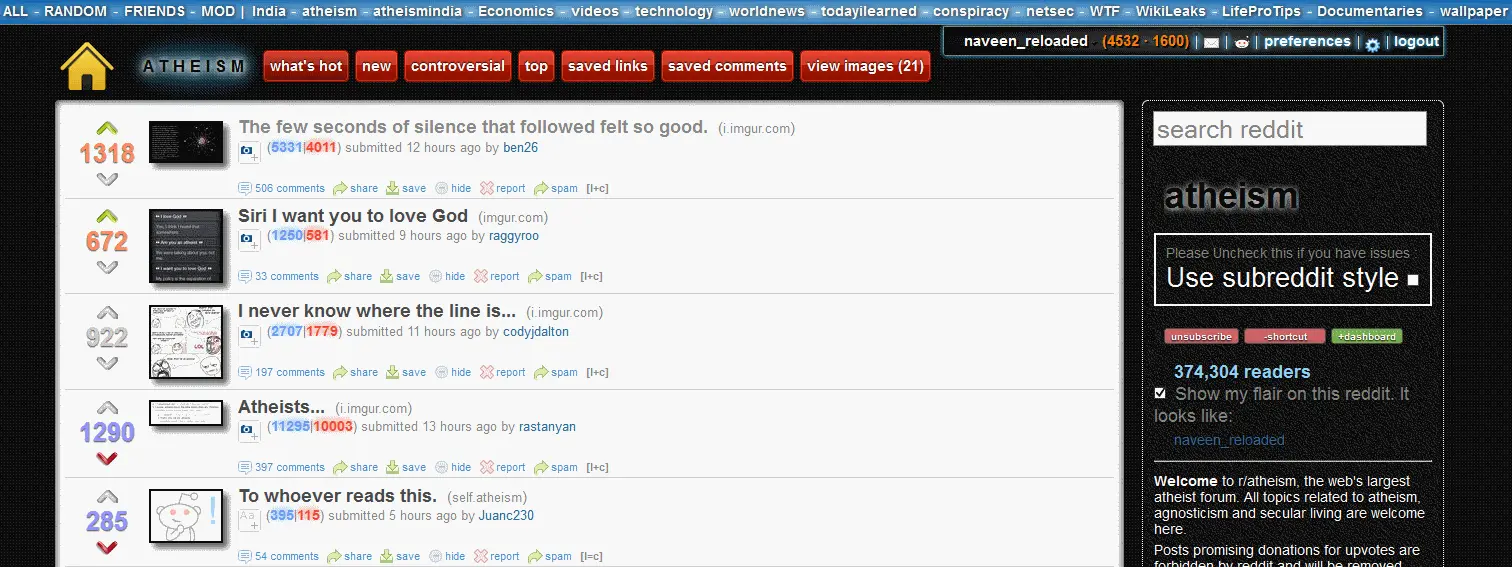 ALL - RANDOM - FRIENDS - MOD | India - atheism - atheismindia - Economics - videos - technology - worldnews - todayilearned - conspiracy - netsec - WTF - WikiLeaks - LifeProTips - Documentaries - wallpaper
naveen_reloaded - (4532 · 1600) | | | preferences | | logout
ATHEISM what's hot new controversial top saved links saved comments view images (21)
1318
The few seconds of silence that followed felt so good. (i.imgur.com)
(5331|4011) submitted 12 hours ago by ben26
506 comments share save hide report spam [l+c]
672
Siri I want you to love God (imgur.com)
(1250|581) submitted 9 hours ago by raggyroo
33 comments share save hide report spam [l+c]
922
I never know where the line is... (i.imgur.com)
(2707|1779) submitted 11 hours ago by codyjdalton
197 comments share save hide report spam [l+c]
1290
Atheists... (i.imgur.com)
(11295|10003) submitted 13 hours ago by rastanyan
397 comments share save hide report spam [l+c]
285
To whoever reads this. (self.atheism)
Aa
(395|115) submitted 5 hours ago by Juanc230
54 comments share save hide report spam [l=c]
search reddit
atheism
Please Uncheck this if you have issues :
Use subreddit style
unsubscribe -shortcut +dashboard
374,304 readers
Show my flair on this reddit. It
looks like:
naveen_reloaded
Welcome to r/atheism, the web's largest
atheist forum. All topics related to atheism,
agnosticism and secular living are welcome
here.
Posts promising donations for upvotes are
forbidden by reddit and will be removed